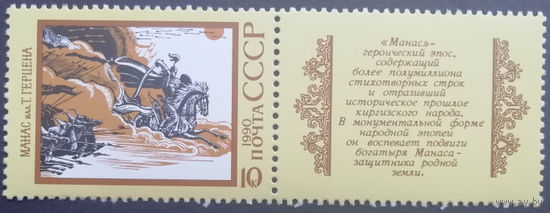 МАНАС ИЛЛ. Т. ГЕРЦЕНА
1990
ПОЧТА СССР
10 к
«Манас»-
героический эпос,
содержащий
более полумиллиона
стихотворных строк
и отразивший
историческое прошлое
киргизского народа.
В монументальной форме
народной эпопеи
он воспевает подвиги
богатыря Манаса-
защитника родной
земли.